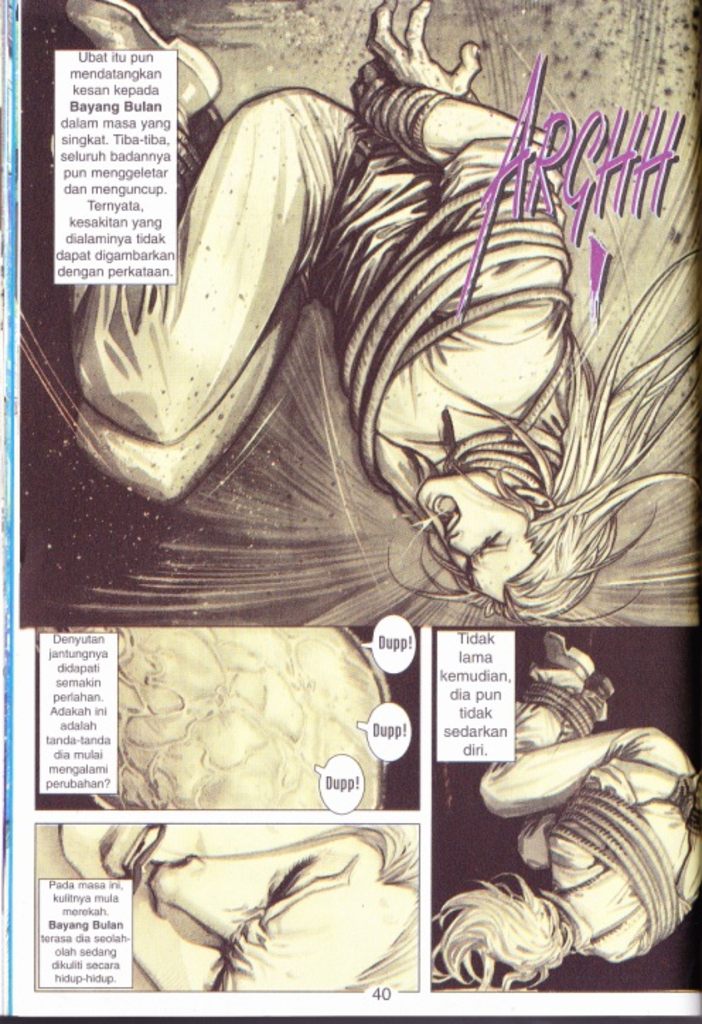 Ubat itu pun
mendatangkan
kesan kepada
Bayang Bulan
dalam masa yang
singkat. Tiba-tiba,
seluruh badannya
pun menggeletar
dan menguncup.
Ternyata,
kesakitan yang
dialaminya tidak
dapat digambarkan
dengan perkataan.
ARGHH!
Denyutan
jantungnya
didapati
semakin
perlahan.
Adakah ini
adalah
tanda-tanda
dia mulai
mengalami
perubahan?
Dupp!
Dupp!
Dupp!
Pada masa ini,
kulitnya mula
merekah.
Bayang Bulan
terasa dia seolah-
olah sedang
dikuliti secara
hidup-hidup.
Tidak
lama
kemudian,
dia pun
tidak
sedarkan
diri.
40